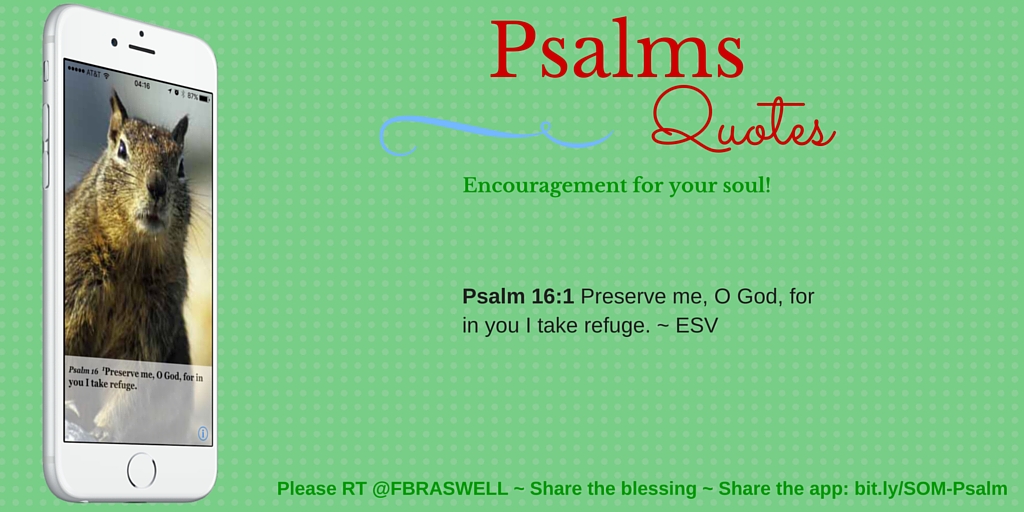 Psalms
Quotes
Encouragement for your soul!
Psalm 16:1 Preserve me, O God, for
in you I take refuge. ~ ESV
AT&T
04:16
87%
Psalm 16 ¹Preserve me, O God, for in
you I take refuge.
Please RT @FBRASWELL ~ Share the blessing ~ Share the app: bit.ly/SOM-Psalm